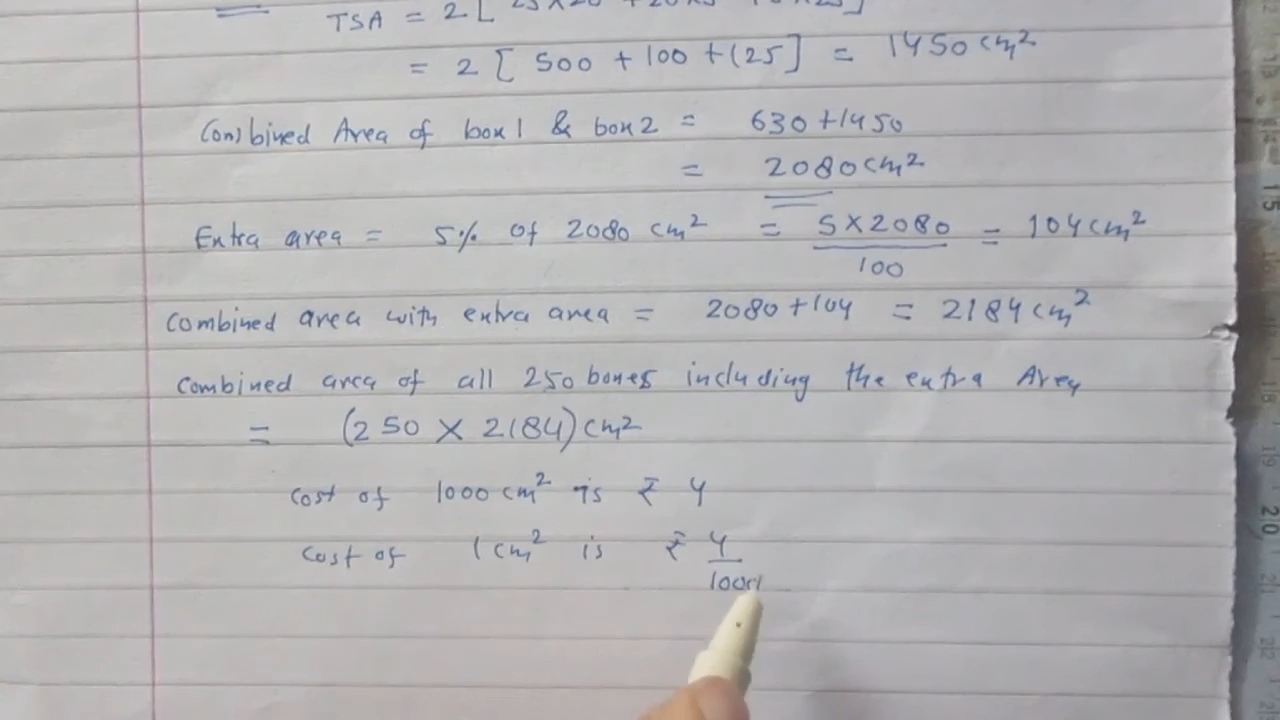 TSA = 2 [ 25×20
= 2 [ 500 + 100 + 125 ] = 1450 cm²
Combined Area of box 1 & box 2 = 630 + 1450
= 2080 cm²
Extra area = 5% of 2080 cm² = 5 × 2080 / 100 = 104 cm²
Combined area with extra area = 2080 + 104 = 2184 cm²
Combined area of all 250 boxes including the extra Area
= (250 × 2184) cm²
Cost of 1000 cm² is ₹ 4
Cost of 1 cm² is ₹ 4 / 1000